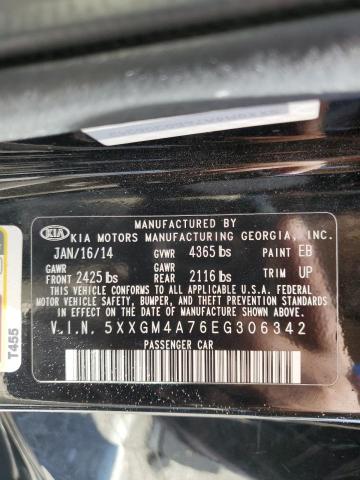 MANUFACTURED BY
KIA KIA MOTORS MANUFACTURING GEORGIA, INC.
JAN/16/14 GVWR 4365 lbs PAINT EB
GAWR FRONT 2425 lbs GAWR REAR 2116 lbs TRIM UP
THIS VEHICLE CONFORMS TO ALL APPLICABLE FEDERAL MOTOR
VEHICLE SAFETY, BUMPER, AND THEFT PREVENTION STANDARDS
IN EFFECT IN THE U.S.A. ON THE DATE OF MANUFACTURE SHOWN ABOVE.
V.I.N. 5XXGM4A76EG306342
PASSENGER CAR
T455